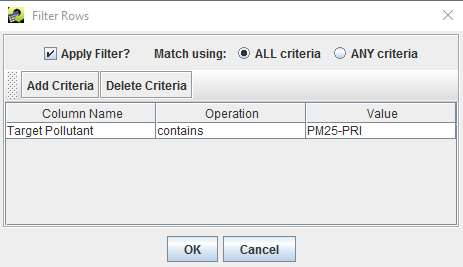 Filter Rows
Apply Filter? Match using: ALL criteria ANY criteria
Add Criteria Delete Criteria
Column Name Operation Value
Target Pollutant contains PM25-PRI
OK Cancel